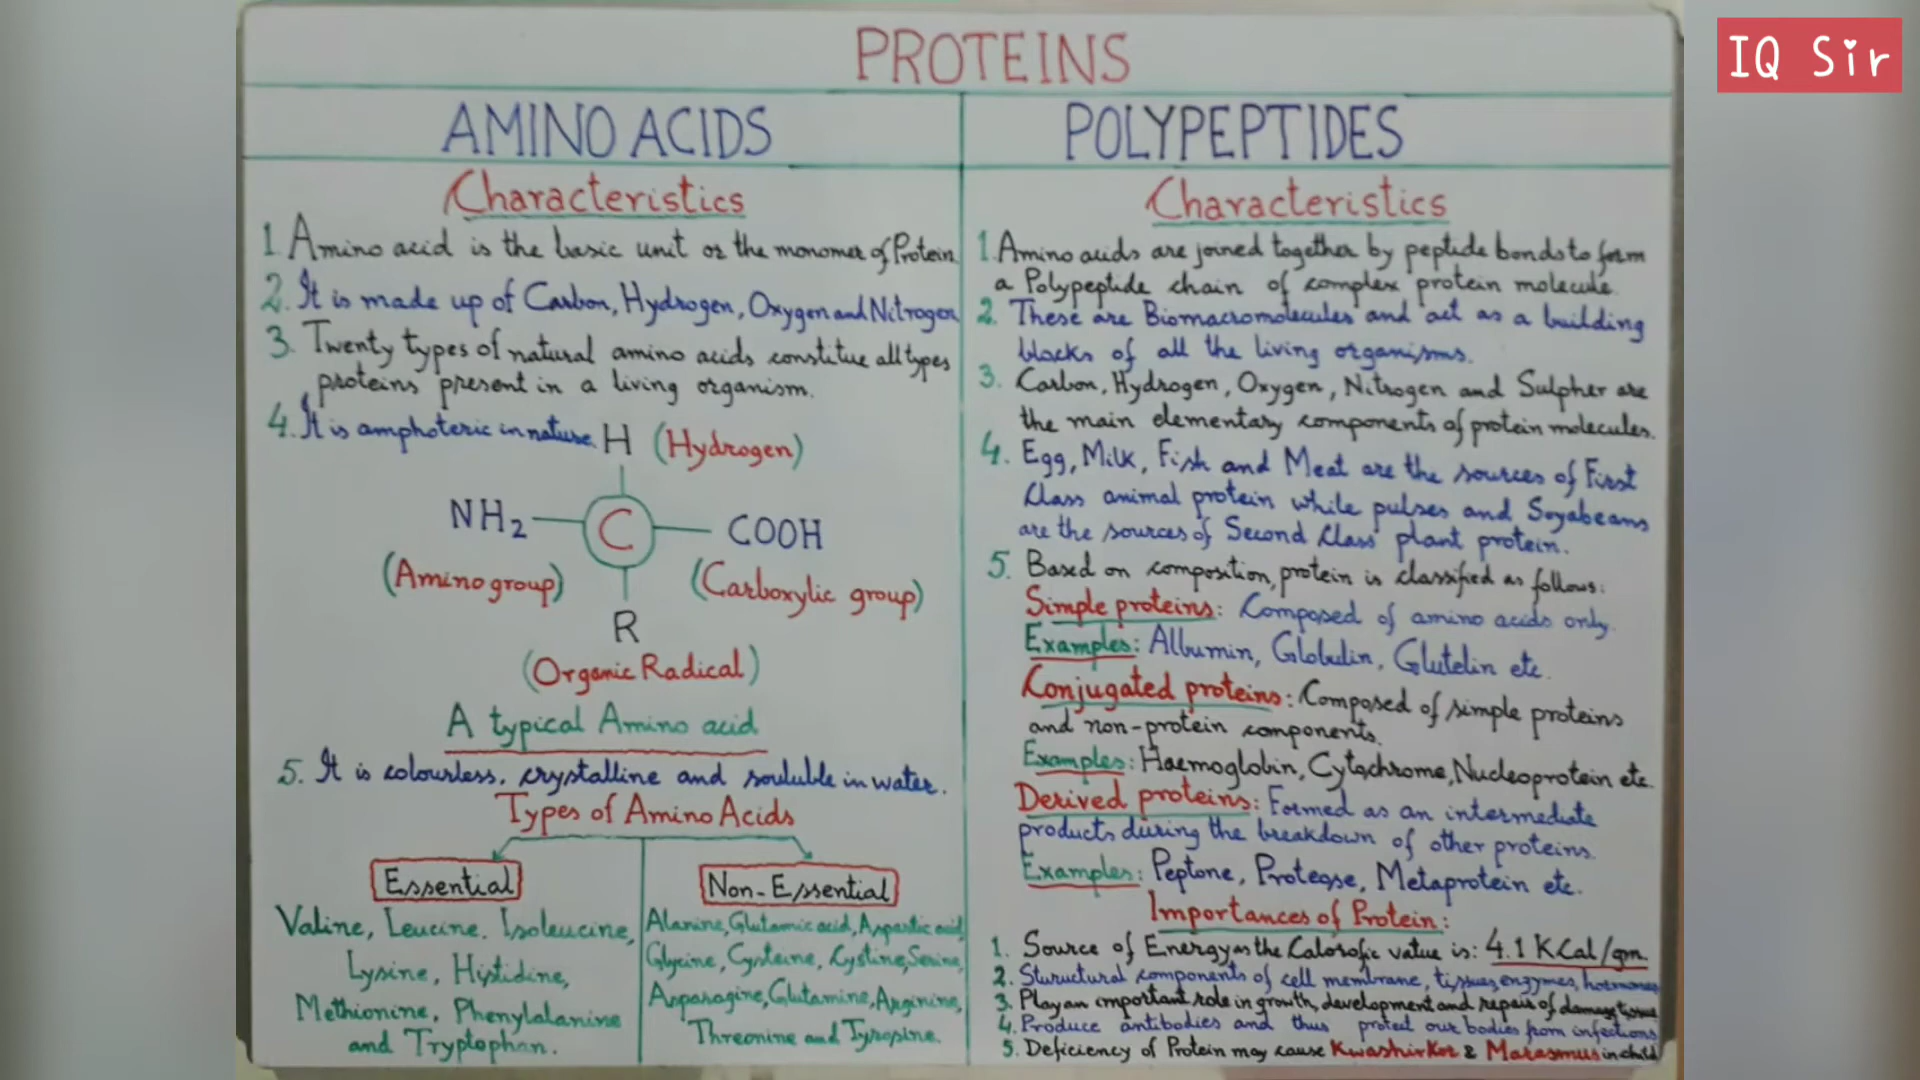 IQ Sir
PROTEINS
AMINO ACIDS
Characteristics
1. Amino acid is the basic unit or the monomer of Protein
2. It is made up of Carbon, Hydrogen, Oxygen and Nitrogen
3. Twenty types of natural amino acids constitue all types
proteins present in a living organism.
4. It is amphoteric in nature.
H (Hydrogen)
NH2 C COOH
(Amino group) (Carboxylic group)
R
(Organic Radical)
A typical Amino acid
5. It is colourless, crystalline and souluble in water.
Types of Amino Acids
Essential
Valine, Leucine, Isoleucine,
Lysine, Histidine,
Methionine, Phenylalanine
and Tryptophan.
Non-Essential
Alanine, Glutamic acid, Aspartic acid,
Glycine, Cysteine, Cystine, Serine,
Asparagine, Glutamine, Arginine,
Threonine and Tyrosine.
POLYPEPTIDES
Characteristics
1. Amino acids are joined together by peptide bonds to form
a Polypeptide chain of complex protein molecule.
2. These are Biomacromolecules and act as a building
blocks of all the living organisms.
3. Carbon, Hydrogen, Oxygen, Nitrogen and Sulpher are
the main elementary components of protein molecules.
4. Egg, Milk, Fish and Meat are the sources of First
Class animal protein while pulses and Soyabeans
are the sources of Second Class plant protein.
5. Based on composition, protein is classified as follows:
Simple proteins: Composed of amino acids only.
Examples: Albumin, Globulin, Glutelin etc.
Conjugated proteins: Composed of simple proteins
and non-protein components.
Examples: Haemoglobin, Cytochrome, Nucleoprotein etc.
Derived proteins: Formed as an intermediate
products during the breakdown of other proteins.
Examples: Peptone, Protease, Metaprotein etc.
Importances of Protein:
1. Source of Energy as the Calorofic value is: 4.1 KCal/gm.
2. Stuructural components of cell membrane, tissues, enzymes, hormones
3. Play an important role in growth, development and repair of damage tissue
4. Produce antibodies and thus protect our bodies from infections
5. Deficiency of Protein may cause Kwashirkor & Marasmus in child